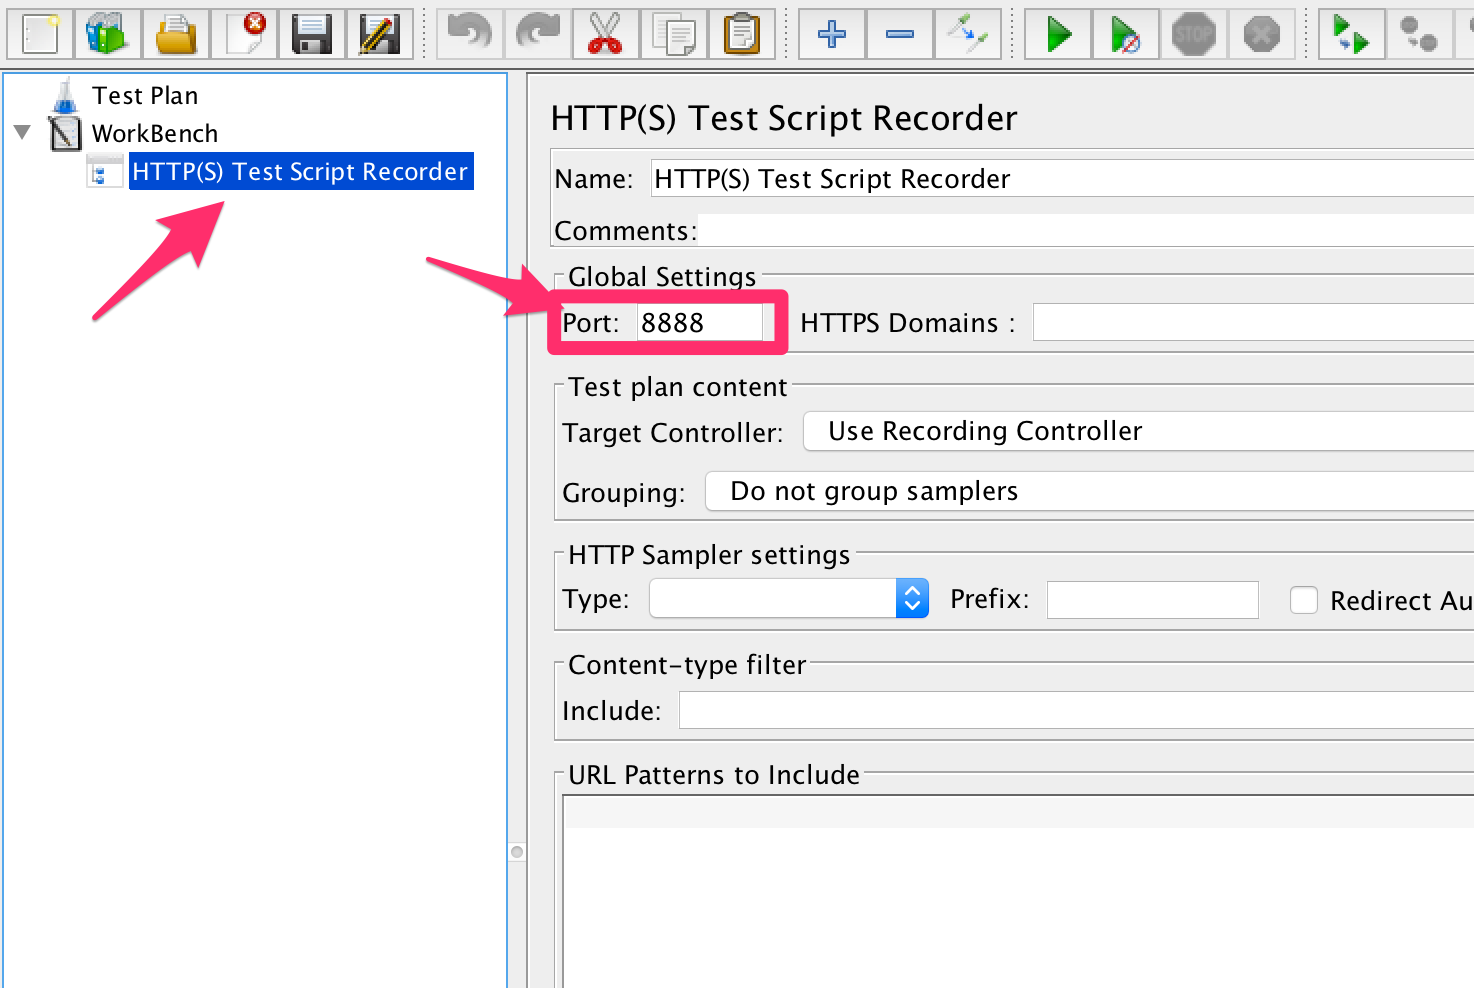 STOP
Test Plan
WorkBench
HTTP(S) Test Script Recorder
HTTP(S) Test Script Recorder
Name: HTTP(S) Test Script Recorder
Comments:
Global Settings
Port: 8888 HTTPS Domains :
Test plan content
Target Controller: Use Recording Controller
Grouping: Do not group samplers
HTTP Sampler settings
Type: Prefix: Redirect Au
Content-type filter
Include:
URL Patterns to Include